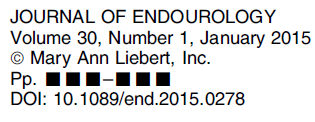 JOURNAL OF ENDOUROLOGY
Volume 30, Number 1, January 2015
© Mary Ann Liebert, Inc.
Pp. ■ ■ ■–■ ■ ■
DOI: 10.1089/end.2015.0278